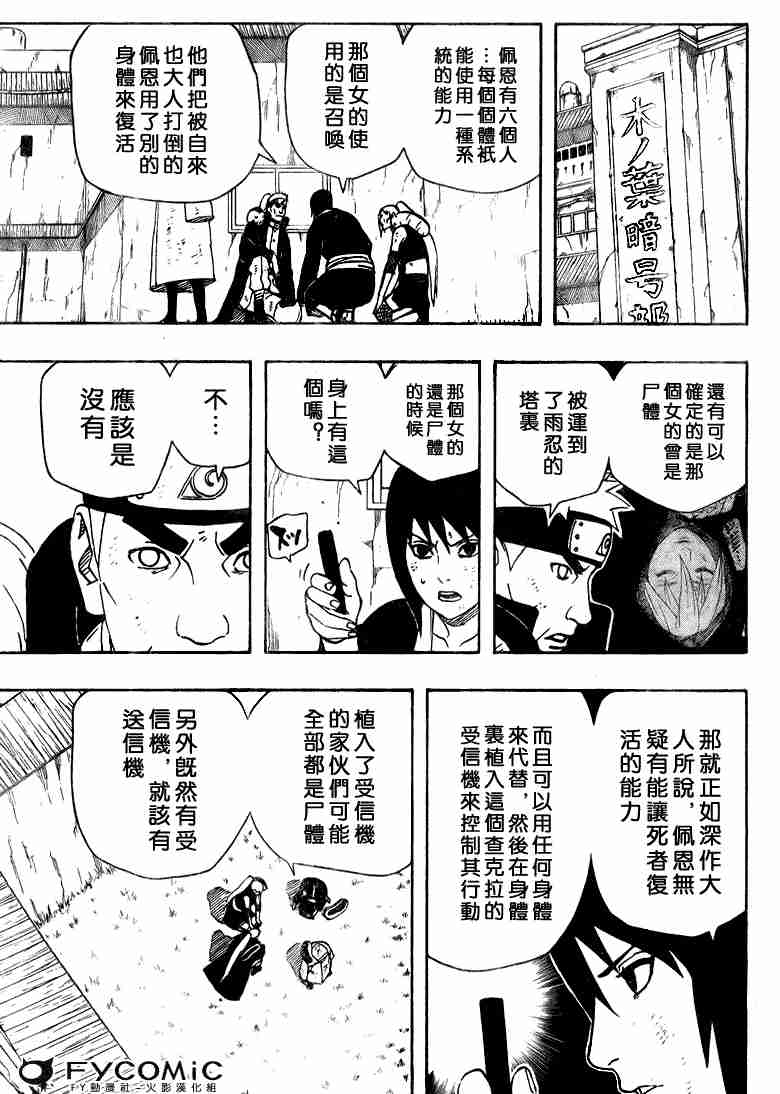 木ノ葉暗号部
佩恩有六個人
…每個個體祇
能使用一種系
統的能力
那個女的使
用的是召喚
他們把被自來
也大人打倒的
佩恩用了別的
身體來復活
還有可以
確定的是那
個女的曾是
尸體
被運到
了雨忍的
塔裏
那個女的
還是尸體
的時候
身上有這
個嗎?
ズッ
不…
應該是
沒有
那就正如深作大
人所說，佩恩無
疑有能讓死者復
活的能力
而且可以用任何身體
來代替，然後在身體
裏植入這個查克拉的
受信機來控制其行動
植入了受信機
的家伙們可能
全部都是尸體
另外既然有受
信機，就該有
送信機
FYCOMiC
FY動漫社-火影漢化組